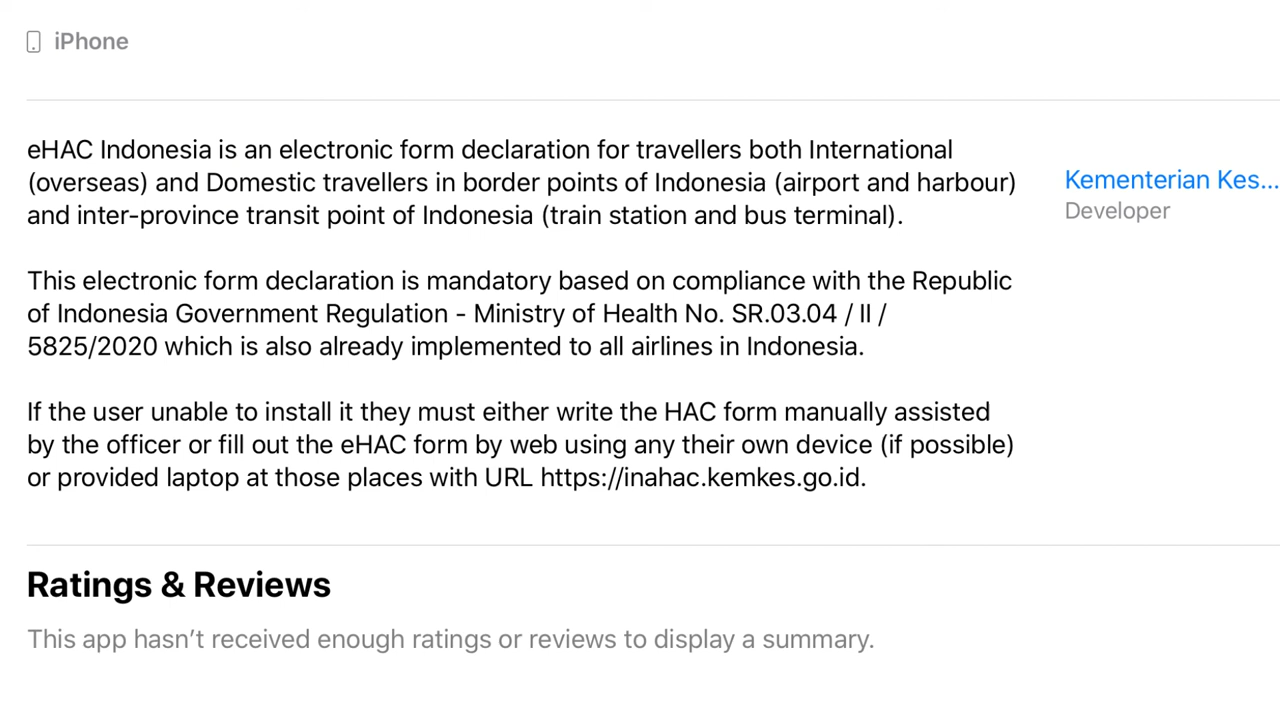 iPhone
eHAC Indonesia is an electronic form declaration for travellers both International
(overseas) and Domestic travellers in border points of Indonesia (airport and harbour)
and inter-province transit point of Indonesia (train station and bus terminal).
Kementerian Kes...
Developer
This electronic form declaration is mandatory based on compliance with the Republic
of Indonesia Government Regulation - Ministry of Health No. SR.03.04 / II /
5825/2020 which is also already implemented to all airlines in Indonesia.
If the user unable to install it they must either write the HAC form manually assisted
by the officer or fill out the eHAC form by web using any their own device (if possible)
or provided laptop at those places with URL https://inahac.kemkes.go.id.
Ratings & Reviews
This app hasn’t received enough ratings or reviews to display a summary.